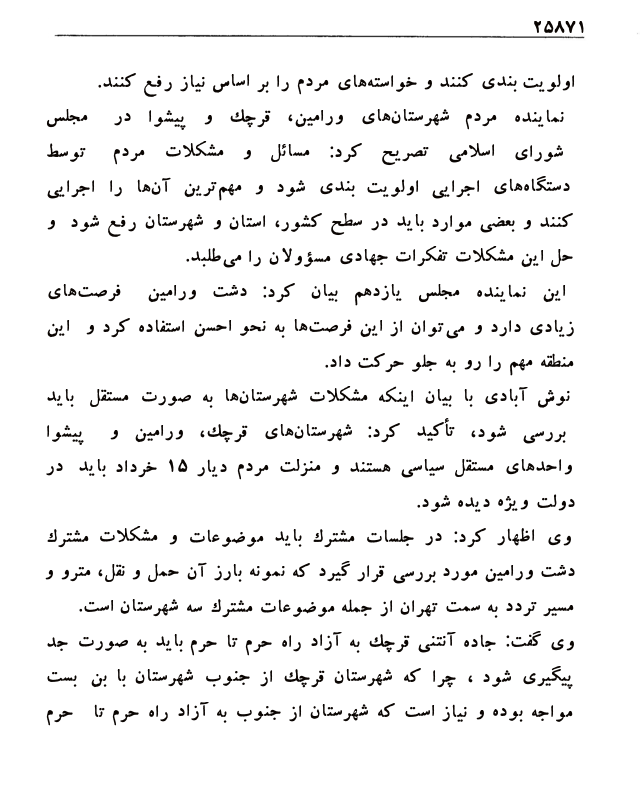 ۲۵۸۷۱
اولویت بندی کنند و خواسته‌های مردم را بر اساس نیاز رفع کنند.
نماینده مردم شهرستان‌های ورامین، قرچك و پیشوا در مجلس
شورای اسلامی تصریح کرد: مسائل و مشکلات مردم توسط
دستگاه‌های اجرایی اولویت بندی شود و مهم‌ترین آن‌ها را اجرایی
کنند و بعضی موارد باید در سطح کشور، استان و شهرستان رفع شود و
حل این مشکلات تفکرات جهادی مسؤولان را می‌طلبد.
این نماینده مجلس یازدهم بیان کرد: دشت ورامین فرصت‌های
زیادی دارد و می‌توان از این فرصت‌ها به نحو احسن استفاده کرد و این
منطقه مهم را رو به جلو حرکت داد.
نوش آبادی با بیان اینکه مشکلات شهرستان‌ها به صورت مستقل باید
بررسی شود، تأکید کرد: شهرستان‌های قرچك، ورامین و پیشوا
واحدهای مستقل سیاسی هستند و منزلت مردم دیار ۱۵ خرداد باید در
دولت ویژه دیده شود.
وی اظهار کرد: در جلسات مشترك باید موضوعات و مشکلات مشترك
دشت ورامین مورد بررسی قرار گیرد که نمونه بارز آن حمل و نقل، مترو و
مسیر تردد به سمت تهران از جمله موضوعات مشترك سه شهرستان است.
وی گفت: جاده آنتنی قرچك به آزاد راه حرم تا حرم باید به صورت جد
پیگیری شود ، چرا که شهرستان قرچك از جنوب شهرستان با بن بست
مواجه بوده و نیاز است که شهرستان از جنوب به آزاد راه حرم تا حرم